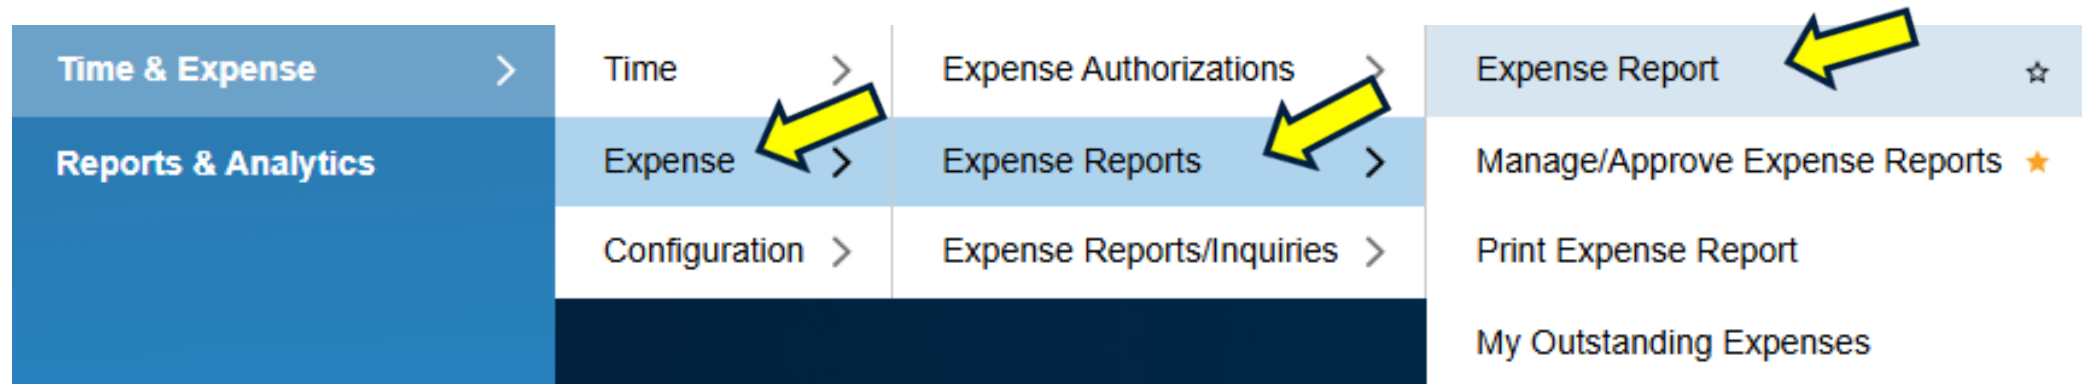 Time & Expense
Reports & Analytics
Time
Expense
Configuration
Expense Authorizations
Expense Reports
Expense Reports/Inquiries
Expense Report
Manage/Approve Expense Reports
Print Expense Report
My Outstanding Expenses